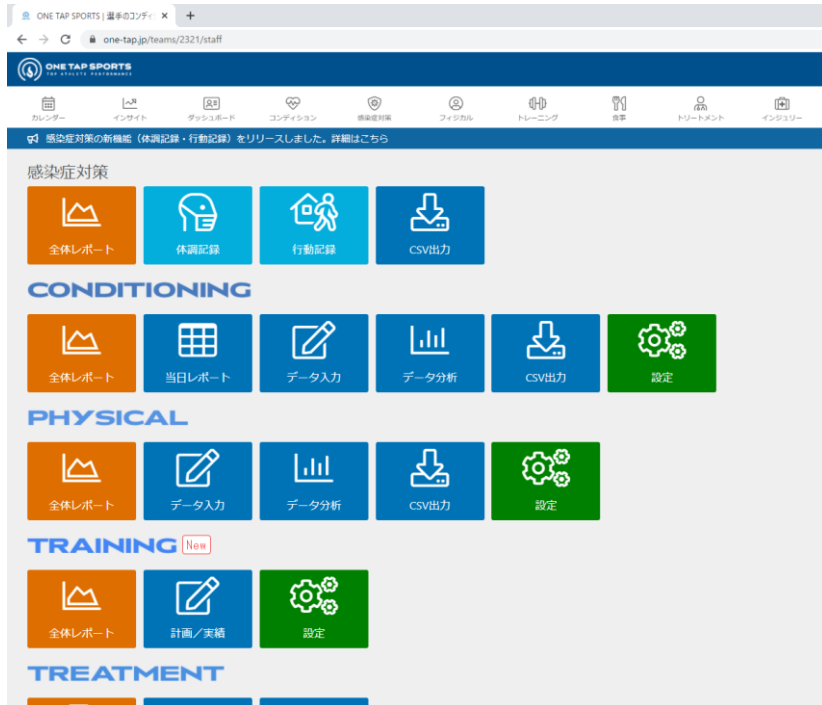 ONE TAP SPORTS | 選手のコンディ
one-tap.jp/teams/2321/staff
ONE TAP SPORTS
TOP ATHLETE PERFORMANCE
カレンダー インサイト ダッシュボード コンディション 感染症対策 フィジカル トレーニング 食事 トリートメント インジュリー
感染症対策の新機能（体調記録・行動記録）をリリースしました。詳細はこちら
感染症対策
全体レポート 体調記録 行動記録 CSV出力
CONDITIONING
全体レポート 当日レポート データ入力 データ分析 CSV出力 設定
PHYSICAL
全体レポート データ入力 データ分析 CSV出力 設定
TRAINING New
全体レポート 計画／実績 設定
TREATMENT